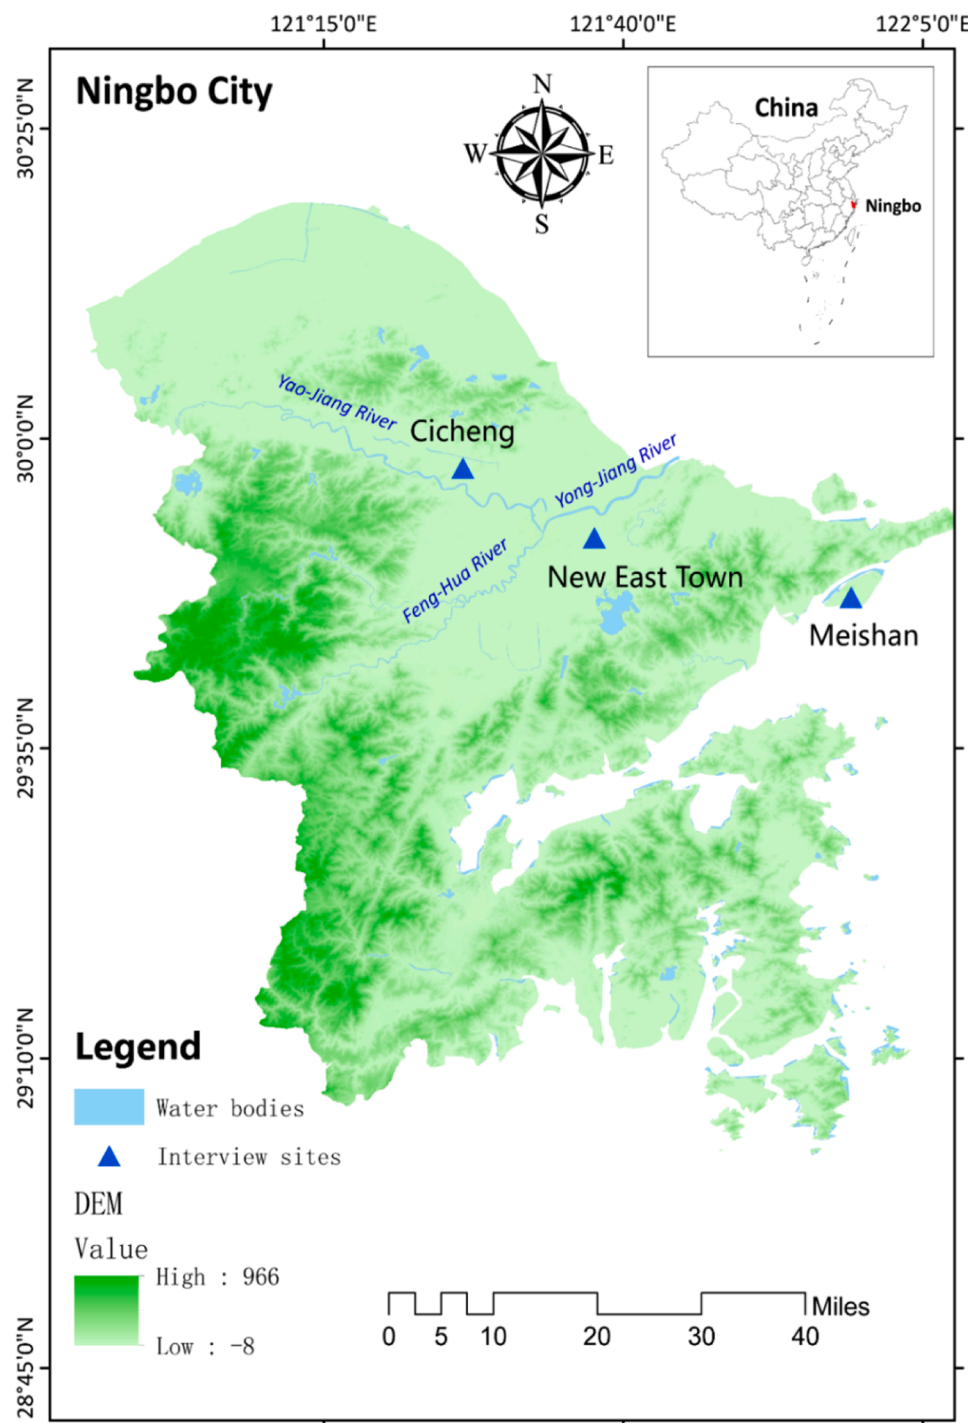 121°15'0"E
121°40'0"E
122°5'0"E
Ningbo City
N
W
E
S
China
Ningbo
30°25'0"N
30°0'0"N
29°35'0"N
29°10'0"N
28°45'0"N
Yao-Jiang River
Cicheng
Yong-Jiang River
Feng-Hua River
New East Town
Meishan
Legend
Water bodies
Interview sites
DEM
Value
High : 966
Low : -8
Miles
0 5 10 20 30 40